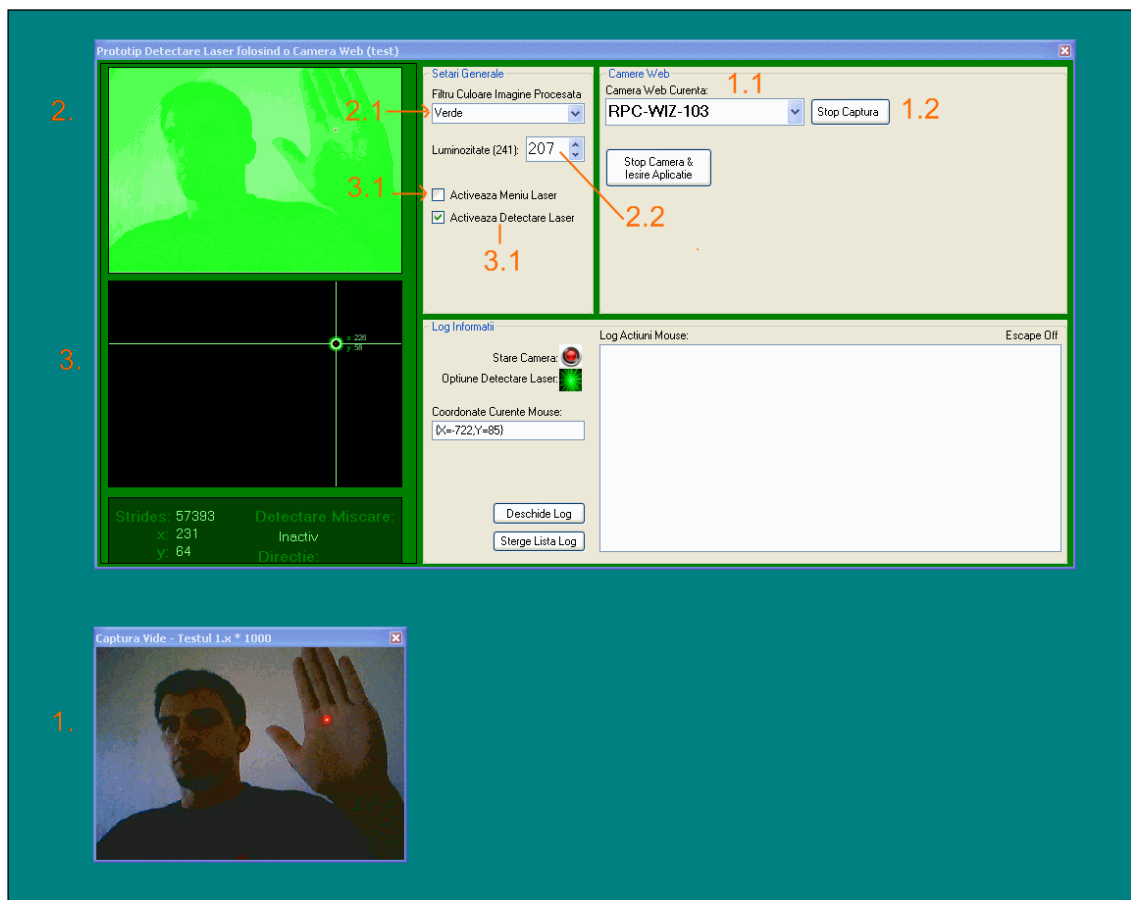 Prototip Detectare Laser folosind o Camera Web (test)
2.
Setari Generale
Filtru Culoare Imagine Procesata
2.1
Verde
Luminozitate (241): 207
3.1
Activeaza Meniu Laser
Activeaza Detectare Laser
3.1
2.2
Camere Web
Camera Web Curenta:
1.1
RPC-WIZ-103
Stop Captura
1.2
Stop Camera &
Iesire Aplicatie
3.
x 226
y 58
Strides: 57393
x: 231
y: 64
Detectare Miscare:
Inactiv
Directie:
Log Informatii
Stare Camera:
Optiune Detectare Laser:
Coordonate Curente Mouse:
{X=-722,Y=85}
Deschide Log
Sterge Lista Log
Log Actiuni Mouse:
Escape Off
Captura Vide - Testul 1.x * 1000
1.